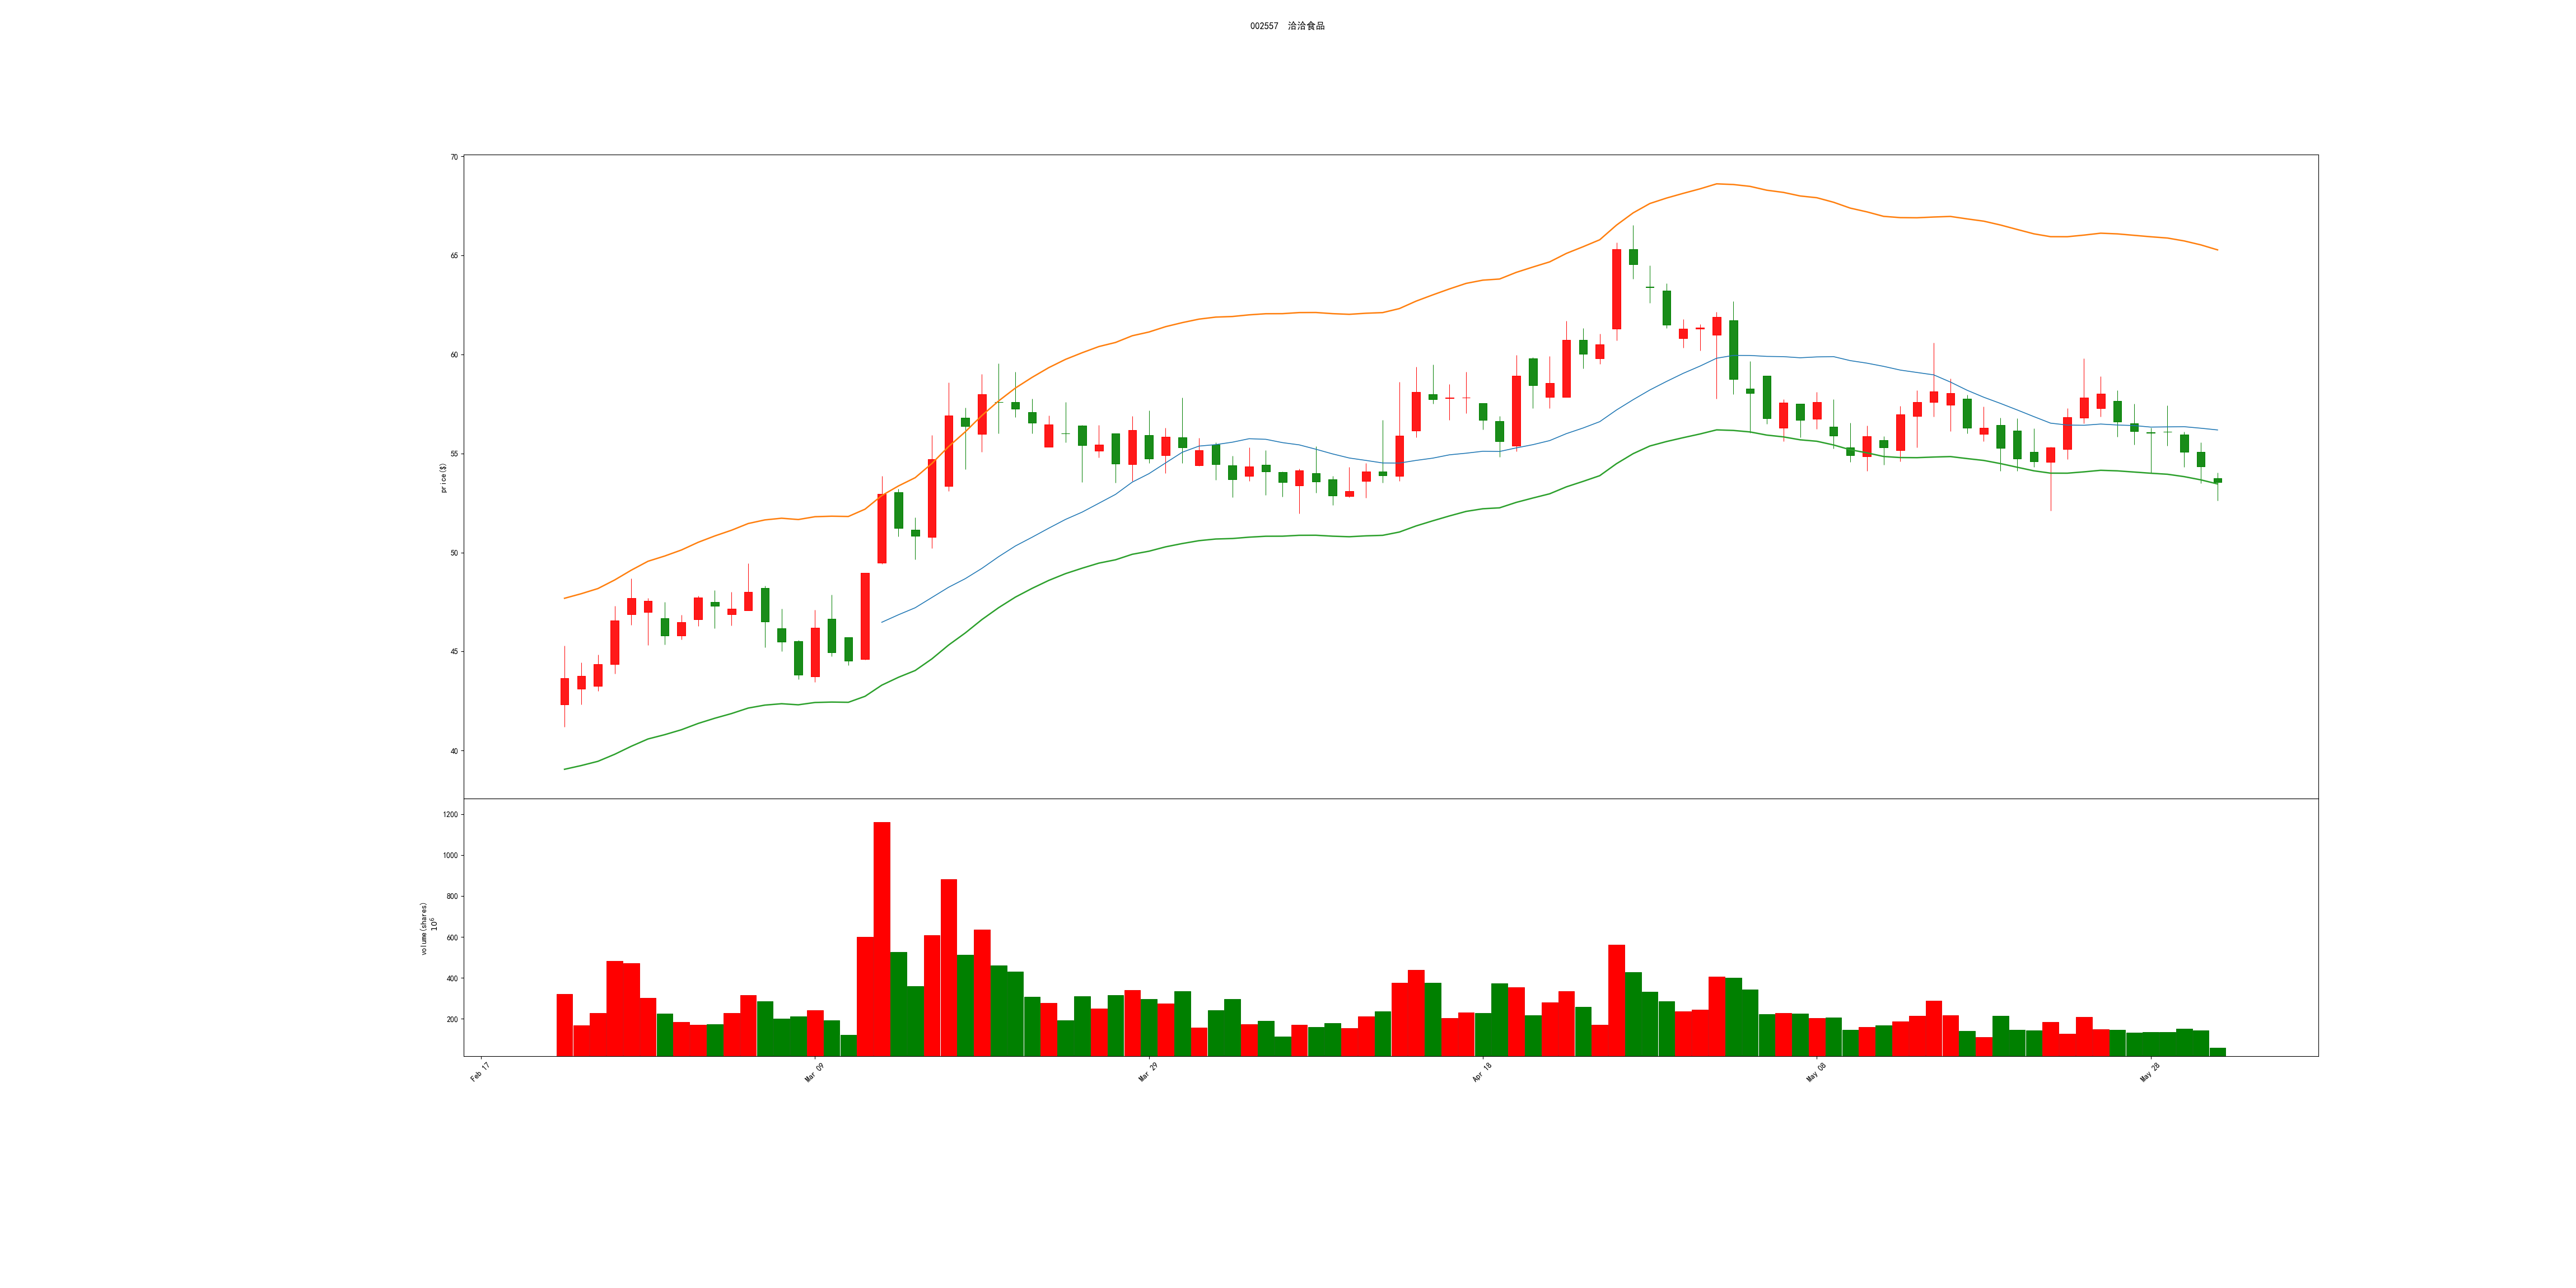 002557 洽洽食品
70
65
60
55
50
45
40
price($)
1200
1000
800
600
400
200
volume(shares)
10⁶
Feb 17
Mar 09
Mar 29
Apr 18
May 08
May 28